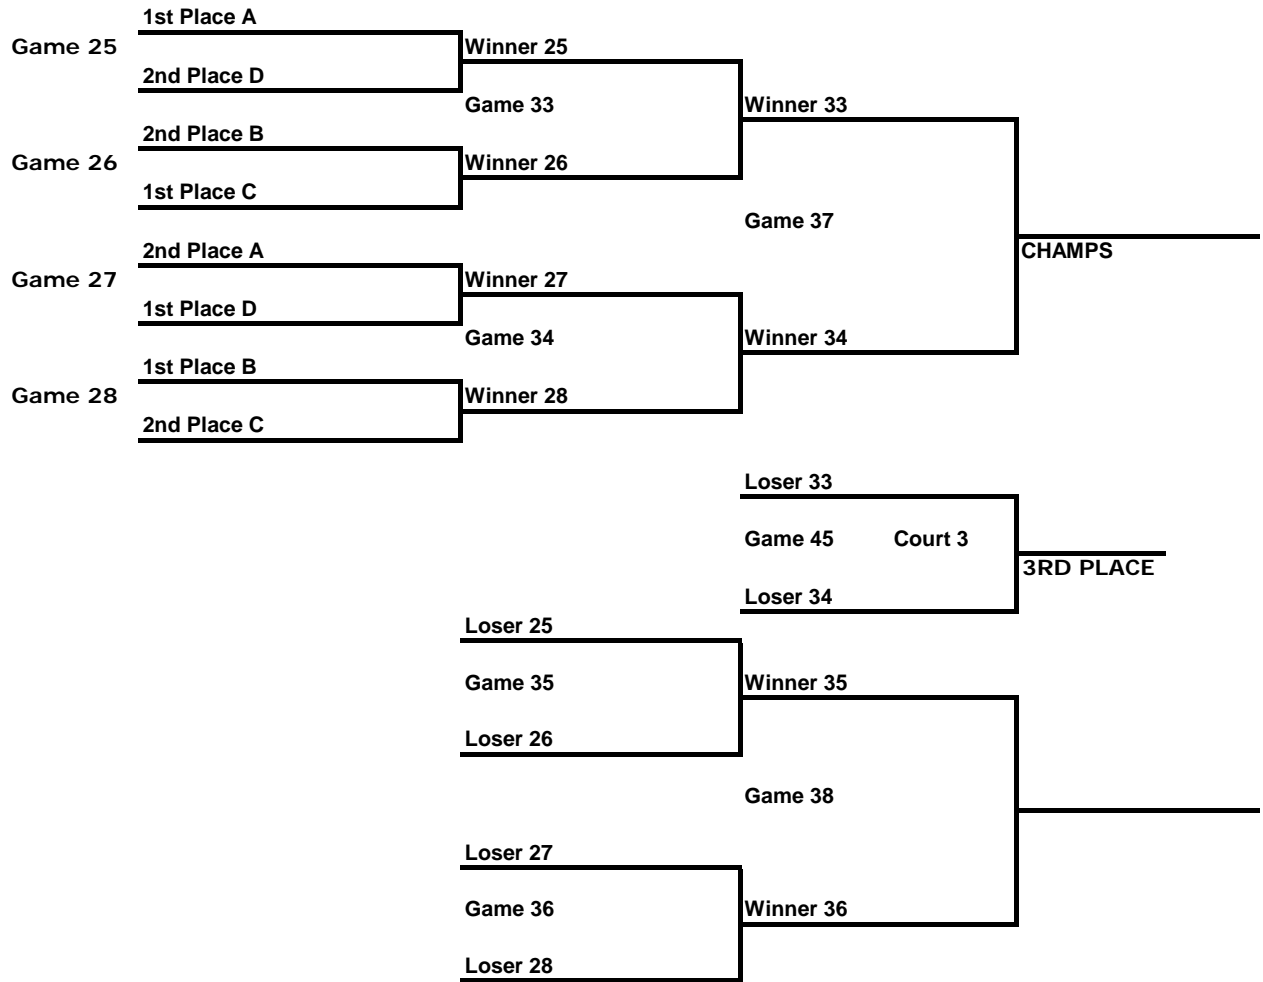 1st Place A
Game 25
Winner 25
2nd Place D
Game 33
Winner 33
2nd Place B
Game 26
Winner 26
1st Place C
Game 37
2nd Place A
CHAMPS
Game 27
Winner 27
1st Place D
Game 34
Winner 34
1st Place B
Game 28
Winner 28
2nd Place C
Loser 33
Game 45 Court 3
3RD PLACE
Loser 34
Loser 25
Game 35
Winner 35
Loser 26
Game 38
Loser 27
Game 36
Winner 36
Loser 28